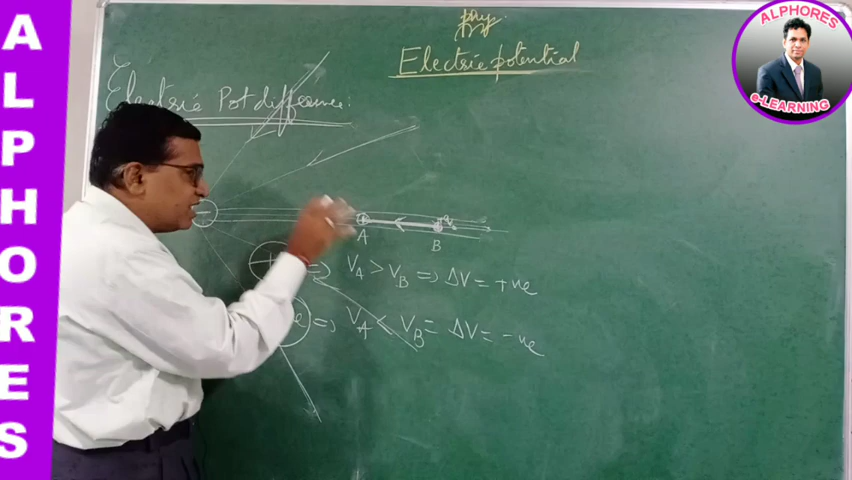 ALPHORES
phy.
Electric potential
ALPHORES
e-LEARNING
Electric Pot difference:
−
A
B
+ => VA > VB => ΔV = +ve
=> VA < VB = ΔV = −ve